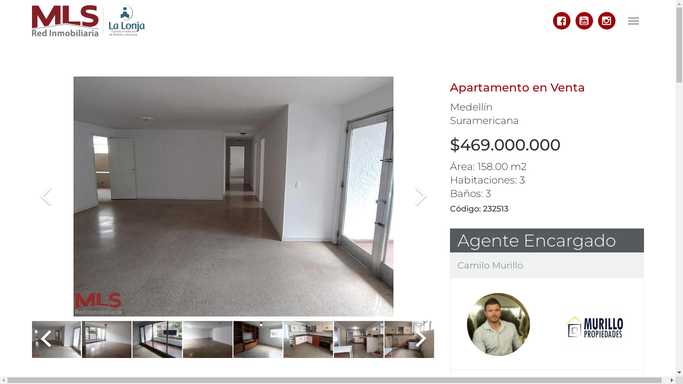 MLS
Red Inmobiliaria
La Lonja
Apartamento en Venta
Medellín
Suramericana
$469.000.000
Área: 158.00 m2
Habitaciones: 3
Baños: 3
Código: 232513
MLS
Agente Encargado
Camilo Murillo
MURILLO
PROPIEDADES